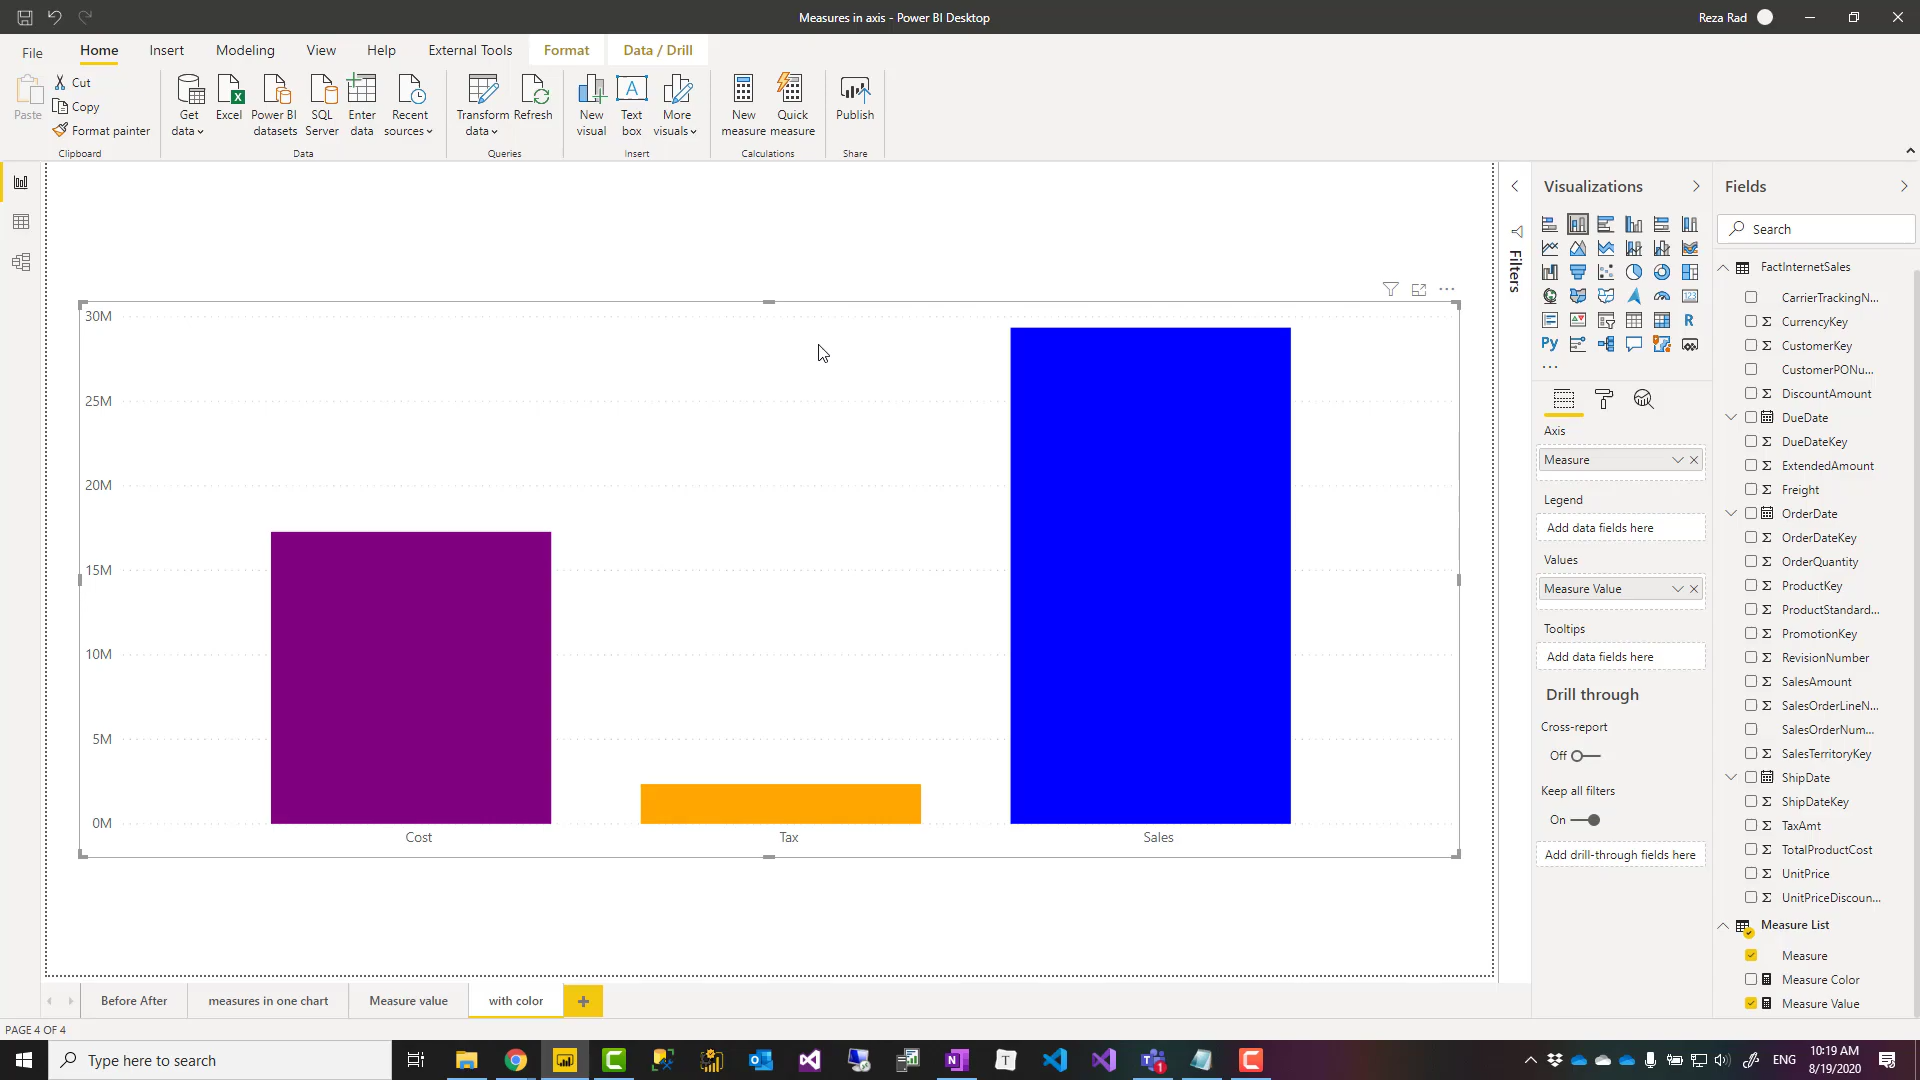 Measures in axis - Power BI Desktop
Reza Rad
File
Home
Insert
Modeling
View
Help
External Tools
Format
Data / Drill
Paste
Cut
Copy
Format painter
Clipboard
Get data
Excel
Power BI datasets
SQL Server
Enter data
Recent sources
Data
Transform data
Refresh
Queries
New visual
Text box
More visuals
Insert
New measure
Quick measure
Calculations
Publish
Share
30M
25M
20M
15M
10M
5M
0M
Cost
Tax
Sales
Filters
Visualizations
Axis
Measure
Legend
Add data fields here
Values
Measure Value
Tooltips
Add data fields here
Drill through
Cross-report
Off
Keep all filters
On
Add drill-through fields here
Fields
Search
FactInternetSales
CarrierTrackingN...
CurrencyKey
CustomerKey
CustomerPONu...
DiscountAmount
DueDate
DueDateKey
ExtendedAmount
Freight
OrderDate
OrderDateKey
OrderQuantity
ProductKey
ProductStandard...
PromotionKey
RevisionNumber
SalesAmount
SalesOrderLineN...
SalesOrderNum...
SalesTerritoryKey
ShipDate
ShipDateKey
TaxAmt
TotalProductCost
UnitPrice
UnitPriceDiscoun...
Measure List
Measure
Measure Color
Measure Value
Before After
measures in one chart
Measure value
with color
PAGE 4 OF 4
Type here to search
ENG
10:19 AM
8/19/2020